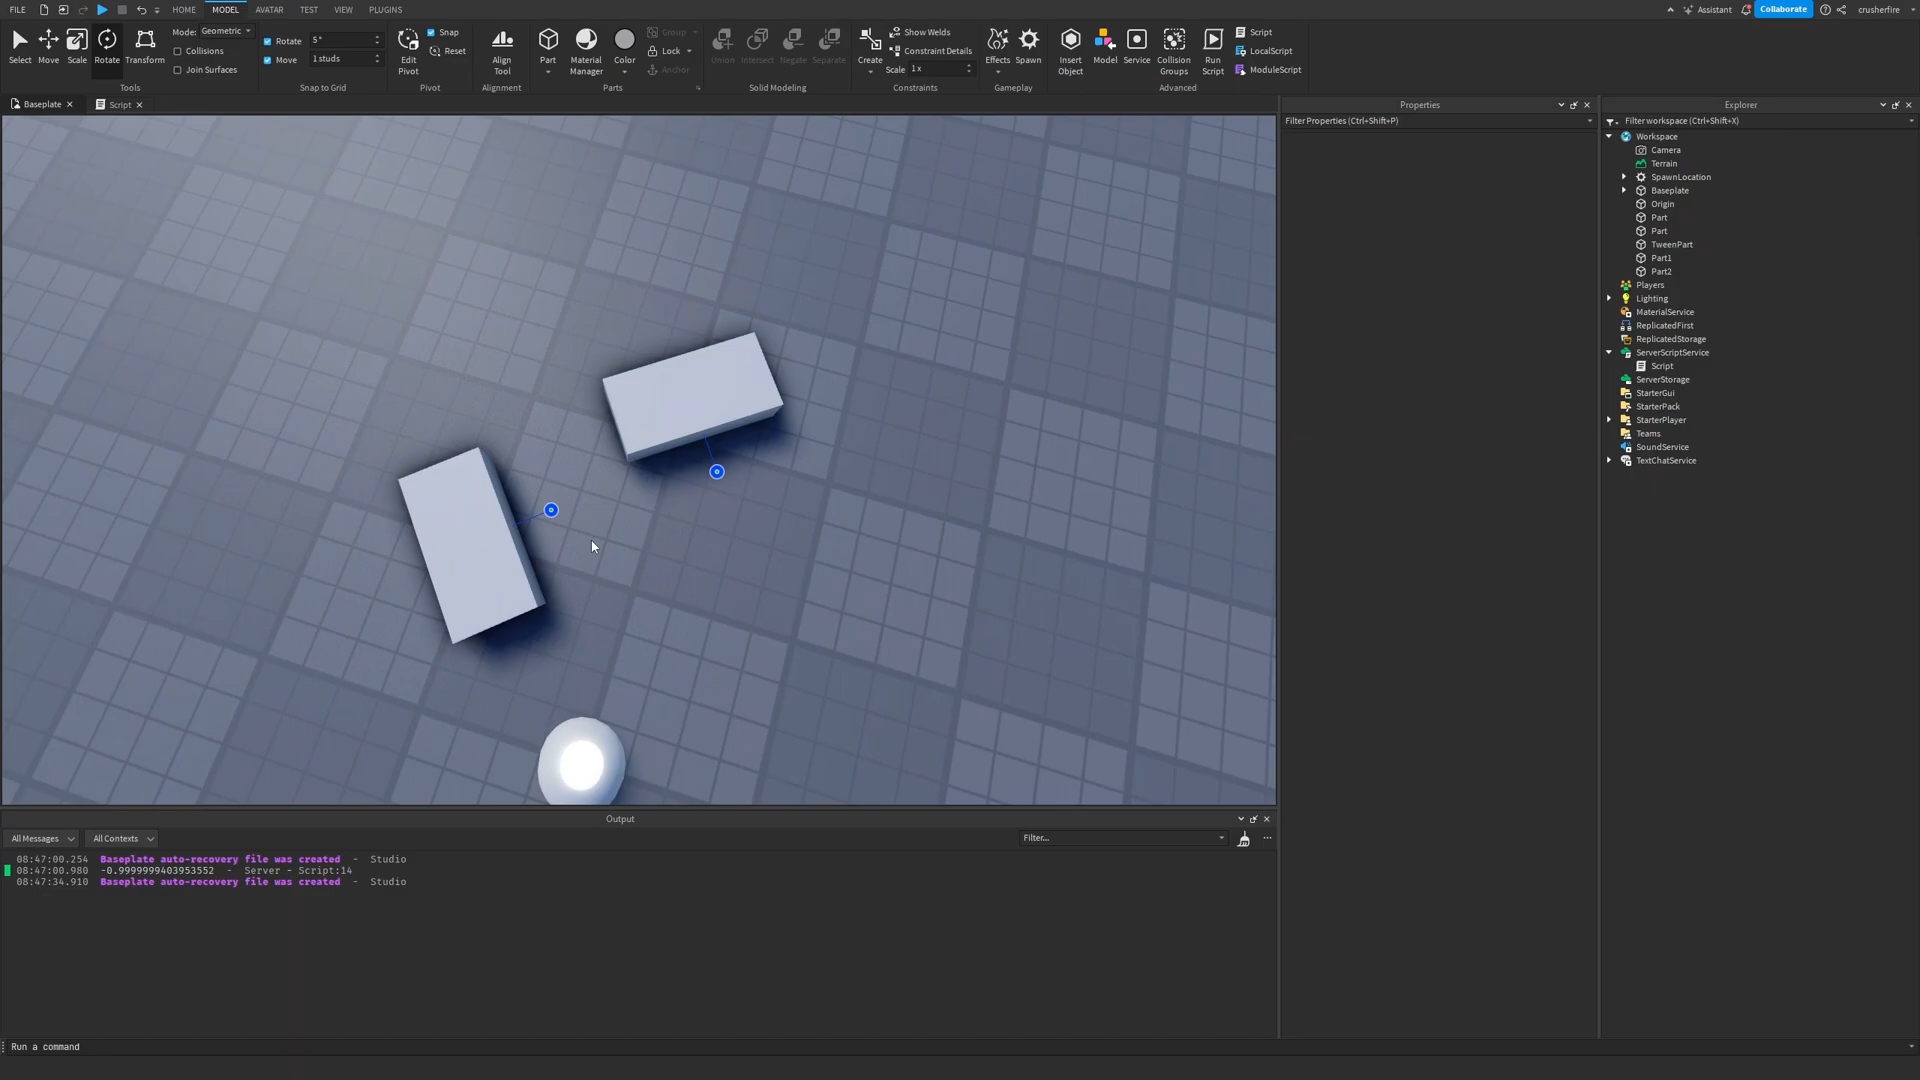 FILE HOME MODEL AVATAR TEST VIEW PLUGINS Assistant Collaborate crusherfire
Select Move Scale Rotate Transform
Mode: Geometric
Collisions
Join Surfaces
Tools
Rotate 5°
Move 1 studs
Snap to Grid
Edit Pivot
Snap
Reset
Pivot
Align Tool
Alignment
Part
Material Manager
Color
Group
Lock
Anchor
Parts
Union Intersect Negate Separate
Solid Modeling
Create
Show Welds
Constraint Details
Scale 1 x
Constraints
Effects Spawn
Gameplay
Insert Object
Model
Service
Collision Groups
Run Script
Script
LocalScript
ModuleScript
Advanced
Baseplate
Script
Properties
Filter Properties (Ctrl+Shift+P)
Explorer
Filter workspace (Ctrl+Shift+X)
Workspace
Camera
Terrain
SpawnLocation
Baseplate
Origin
Part
Part
TweenPart
Part1
Part2
Players
Lighting
MaterialService
ReplicatedFirst
ReplicatedStorage
ServerScriptService
Script
ServerStorage
StarterGui
StarterPack
StarterPlayer
Teams
SoundService
TextChatService
Output
All Messages All Contexts Filter...
08:47:00.254 Baseplate auto-recovery file was created - Studio
08:47:00.980 -0.9999999403953552 - Server - Script:14
08:47:34.910 Baseplate auto-recovery file was created - Studio
Run a command